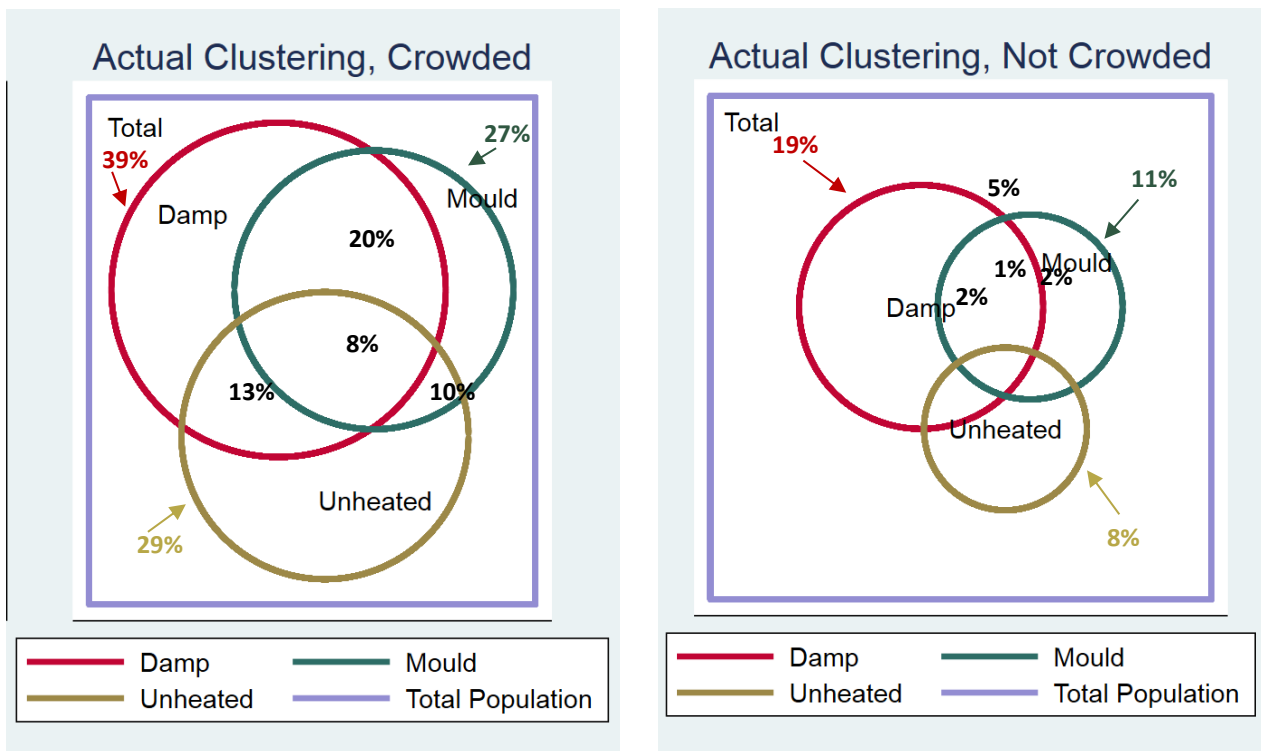 Actual Clustering, Crowded
Total
39%
27%
Damp
Mould
20%
8%
13%
10%
Unheated
29%
Damp
Mould
Unheated
Total Population
Actual Clustering, Not Crowded
Total
19%
5%
11%
Mould
1%
2%
2%
Damp
Unheated
8%
Damp
Mould
Unheated
Total Population